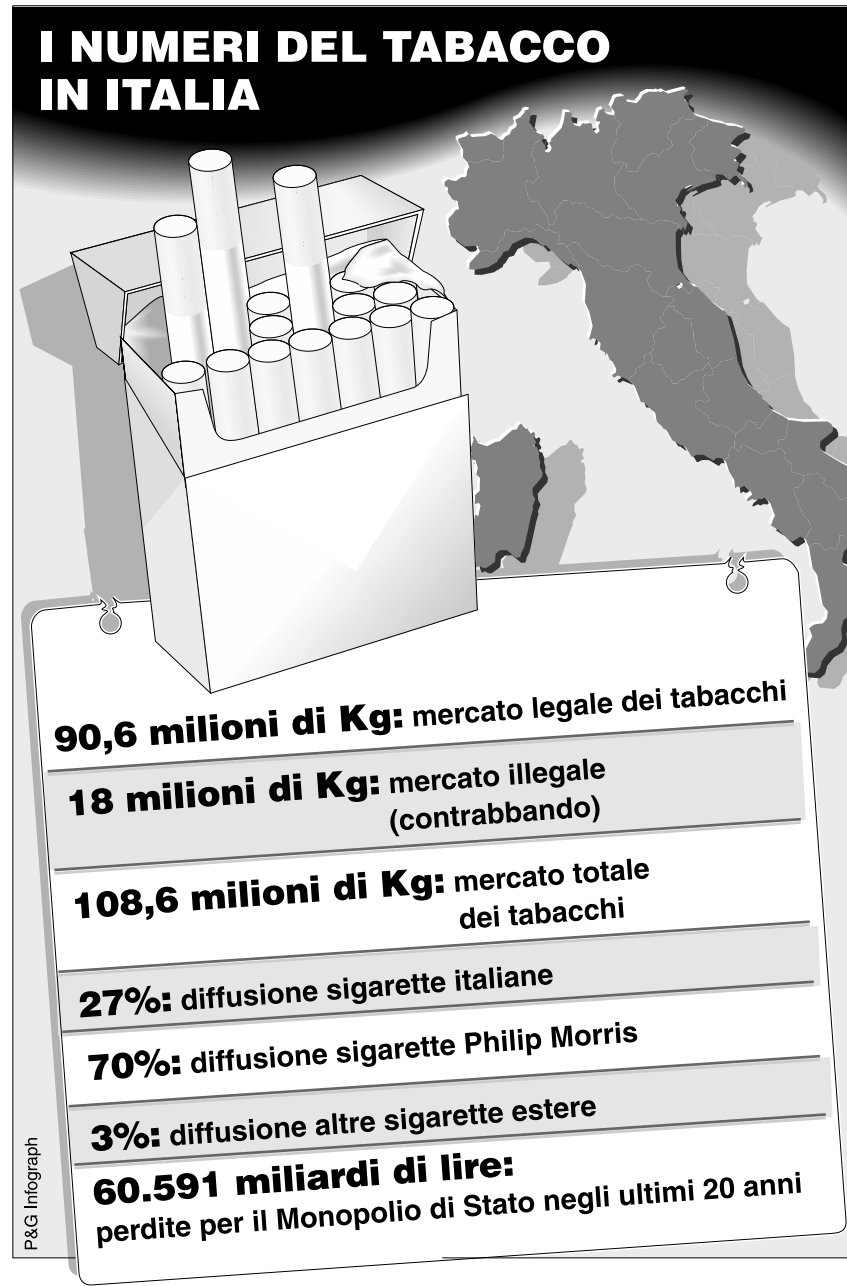 I NUMERI DEL TABACCO
IN ITALIA
90,6 milioni di Kg: mercato legale dei tabacchi
18 milioni di Kg: mercato illegale
(contrabbando)
108,6 milioni di Kg: mercato totale
dei tabacchi
27%: diffusione sigarette italiane
70%: diffusione sigarette Philip Morris
3%: diffusione altre sigarette estere
60.591 miliardi di lire:
perdite per il Monopolio di Stato negli ultimi 20 anni
P&G Infograph